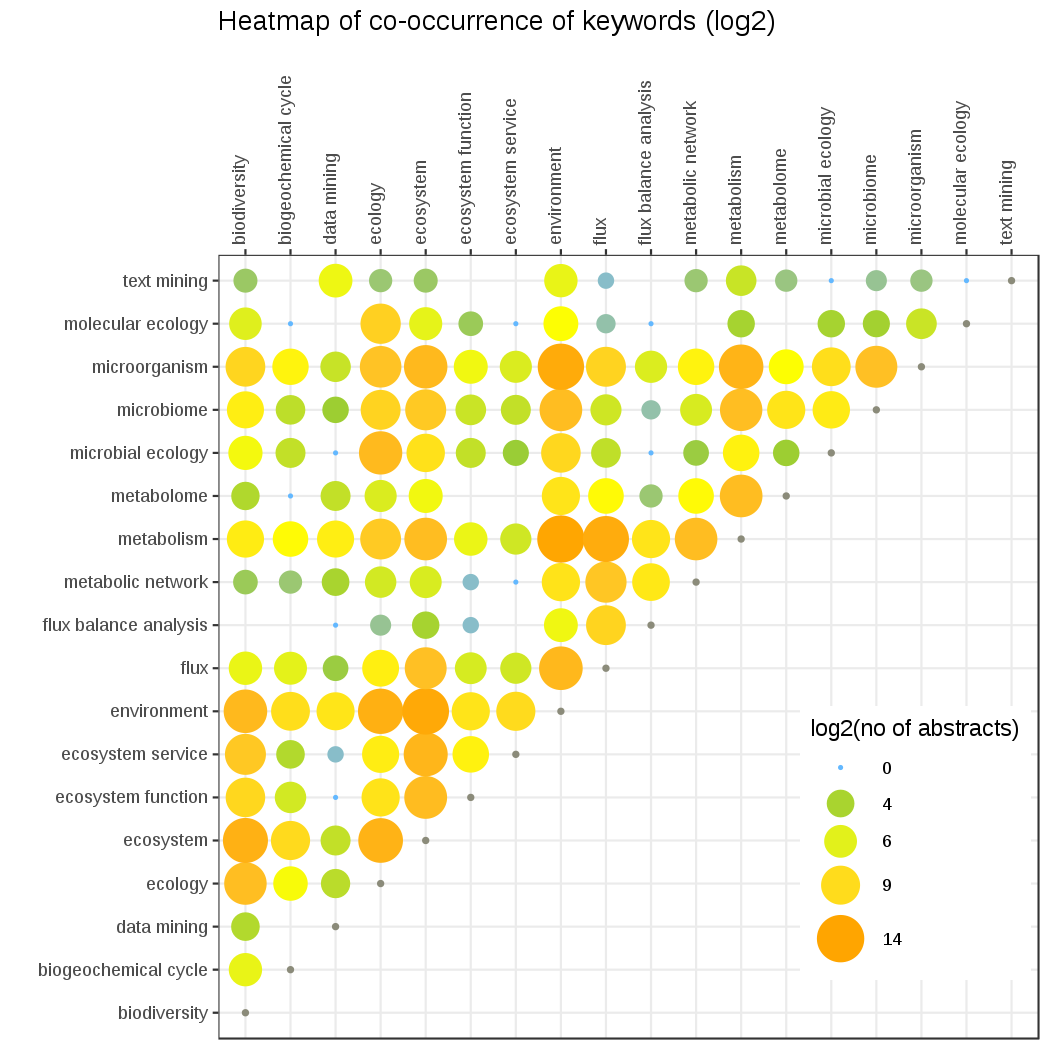 Heatmap of co-occurrence of keywords (log2)
biodiversity
biogeochemical cycle
data mining
ecology
ecosystem
ecosystem function
ecosystem service
environment
flux
flux balance analysis
metabolic network
metabolism
metabolome
microbial ecology
microbiome
microorganism
molecular ecology
text mining
text mining
molecular ecology
microorganism
microbiome
microbial ecology
metabolome
metabolism
metabolic network
flux balance analysis
flux
environment
ecosystem service
ecosystem function
ecosystem
ecology
data mining
biogeochemical cycle
biodiversity
log2(no of abstracts)
0
4
6
9
14